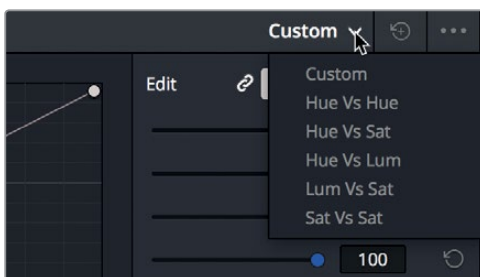 Custom
Edit
Custom
Hue Vs Hue
Hue Vs Sat
Hue Vs Lum
Lum Vs Sat
Sat Vs Sat
100